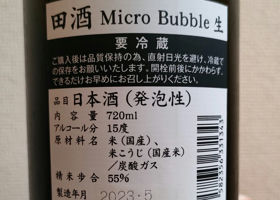 田酒 Micro Bubble 生
要冷蔵
ご購入後は品質保持の為、直射日光を避け、冷蔵で
の保存をお願いいたします。開栓前後にかかわらず、
できるだけお早めにお召し上がりください。
品目 日本酒(発泡性)
内容量 720ml
アルコール分 15度
原材料名 米(国産)、
米こうじ(国産米)
/炭酸ガス
精米歩合 55%
製造年月 2023・5